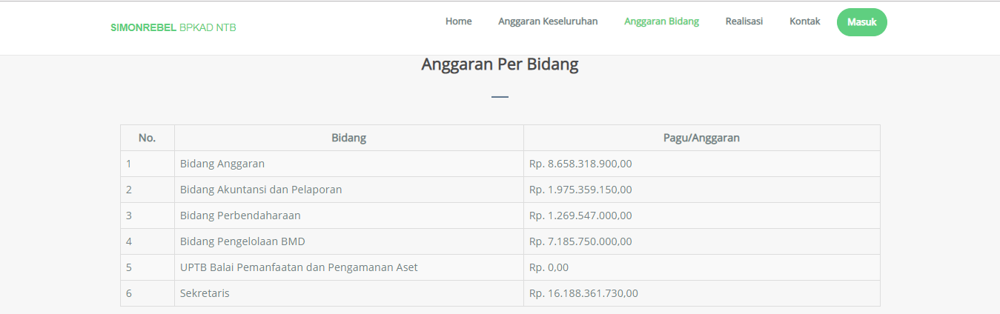 SIMONREBEL BPKAD NTB
Home Anggaran Keseluruhan Anggaran Bidang Realisasi Kontak Masuk
Anggaran Per Bidang
No. Bidang Pagu/Anggaran
1 Bidang Anggaran Rp. 8.658.318.900,00
2 Bidang Akuntansi dan Pelaporan Rp. 1.975.359.150,00
3 Bidang Perbendaharaan Rp. 1.269.547.000,00
4 Bidang Pengelolaan BMD Rp. 7.185.750.000,00
5 UPTB Balai Pemanfaatan dan Pengamanan Aset Rp. 0,00
6 Sekretaris Rp. 16.188.361.730,00